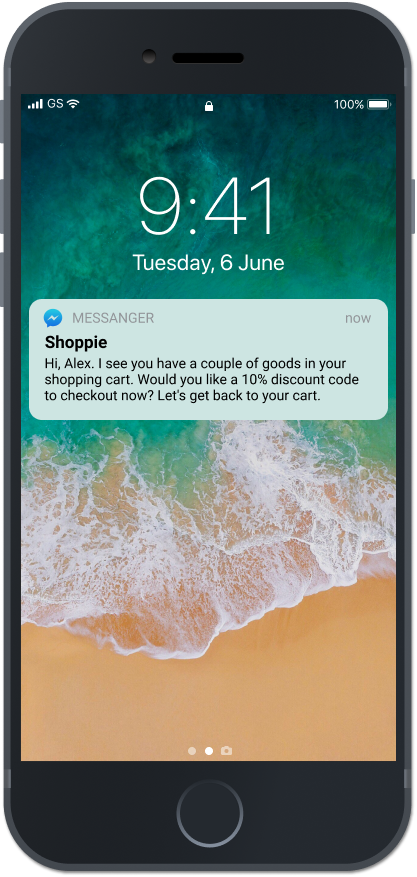 GS 100%
9:41
Tuesday, 6 June
MESSANGER now
Shoppie
Hi, Alex. I see you have a couple of goods in your
shopping cart. Would you like a 10% discount code
to checkout now? Let's get back to your cart.